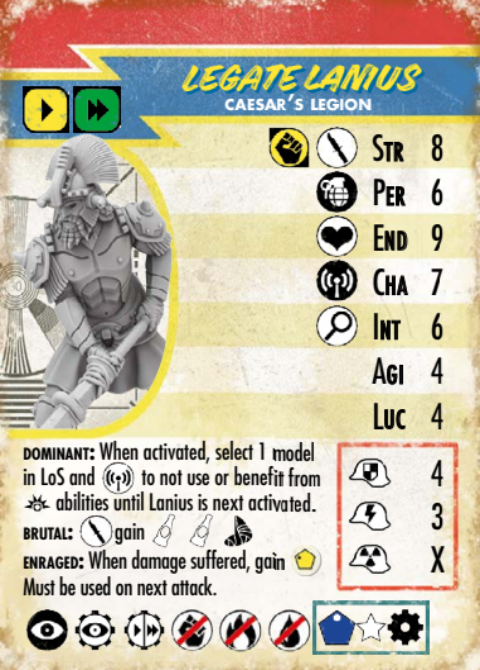 LEGATE LANIUS
CAESAR'S LEGION
STR 8
PER 6
END 9
CHA 7
INT 6
AGI 4
LUC 4
DOMINANT: When activated, select 1 model
in LoS and to not use or benefit from
abilities until Lanius is next activated.
BRUTAL: gain
ENRAGED: When damage suffered, gain
Must be used on next attack.
4
3
X